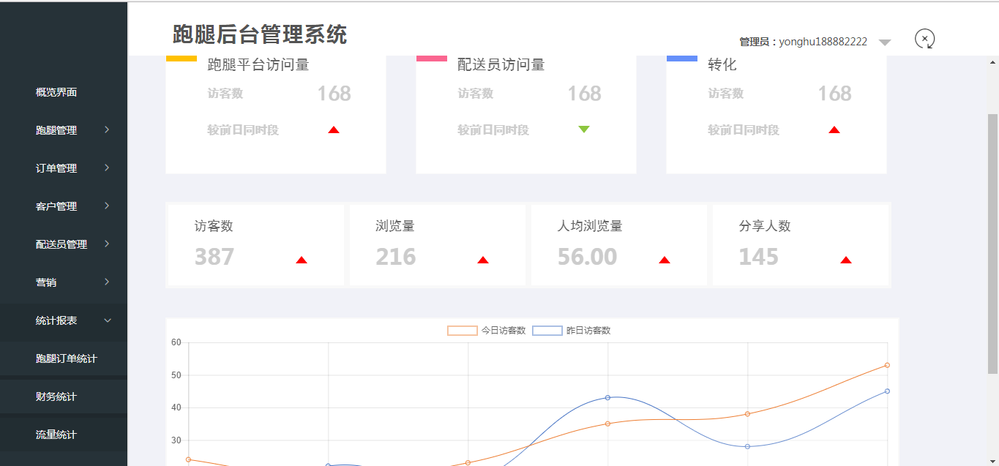 跑腿后台管理系统
管理员：yonghu188882222
概览界面
跑腿管理
订单管理
客户管理
配送员管理
营销
统计报表
跑腿订单统计
财务统计
流量统计
跑腿平台访问量
访客数 168
较前日同时段
配送员访问量
访客数 168
较前日同时段
转化
访客数 168
较前日同时段
访客数
387
浏览量
216
人均浏览量
56.00
分享人数
145
今日访客数 昨日访客数
60
50
40
30